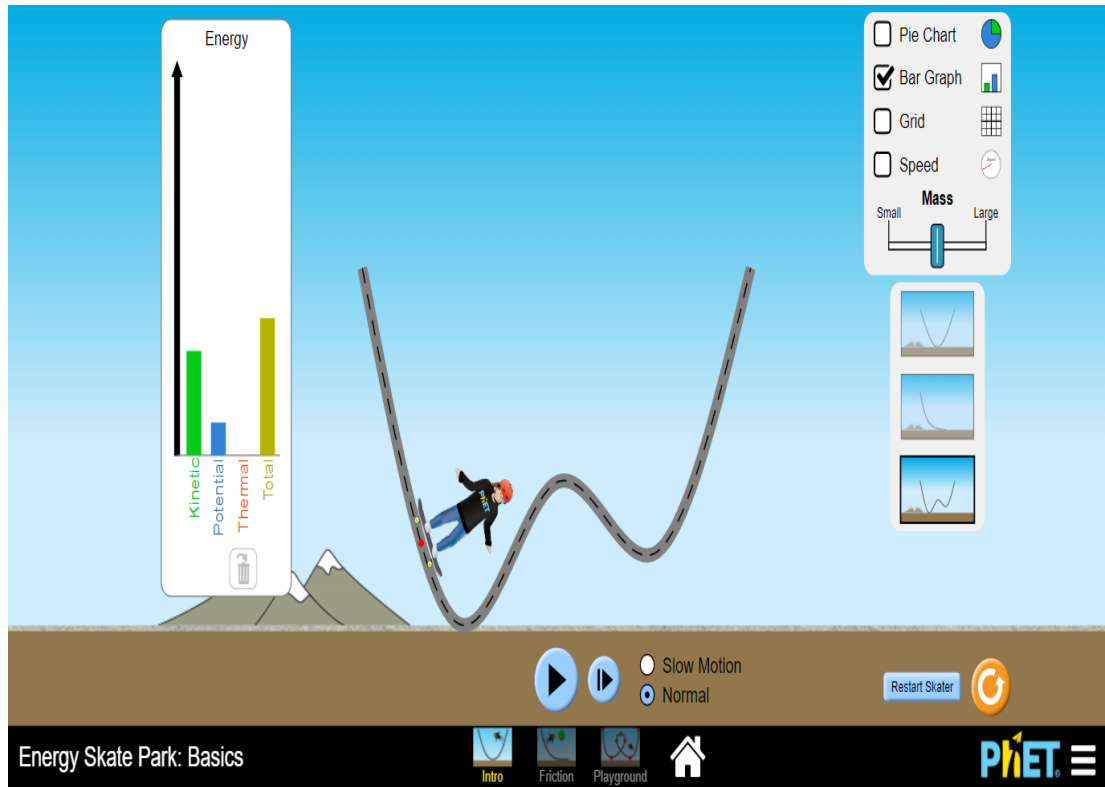 Energy
Kinetic
Potential
Thermal
Total
Pie Chart
Bar Graph
Grid
Speed
Mass
Small
Large
PhET
Slow Motion
Normal
Restart Skater
Energy Skate Park: Basics
Intro
Friction
Playground
PhET